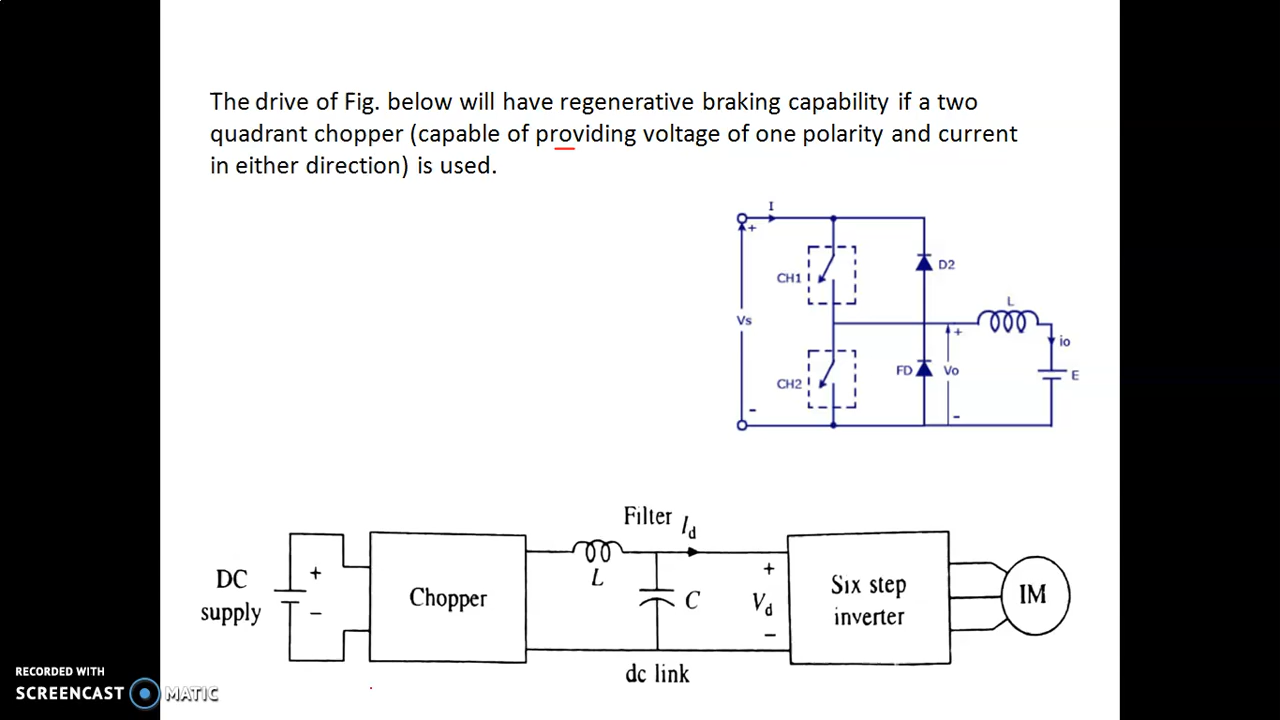 The drive of Fig. below will have regenerative braking capability if a two
quadrant chopper (capable of providing voltage of one polarity and current
in either direction) is used.
I
+
CH1
D2
L
Vs
+
io
CH2
FD
Vo
E
-
-
Filter
Id
DC
supply
+
-
Chopper
L
C
+
Vd
-
Six step
inverter
IM
dc link
RECORDED WITH
SCREENCAST MATIC